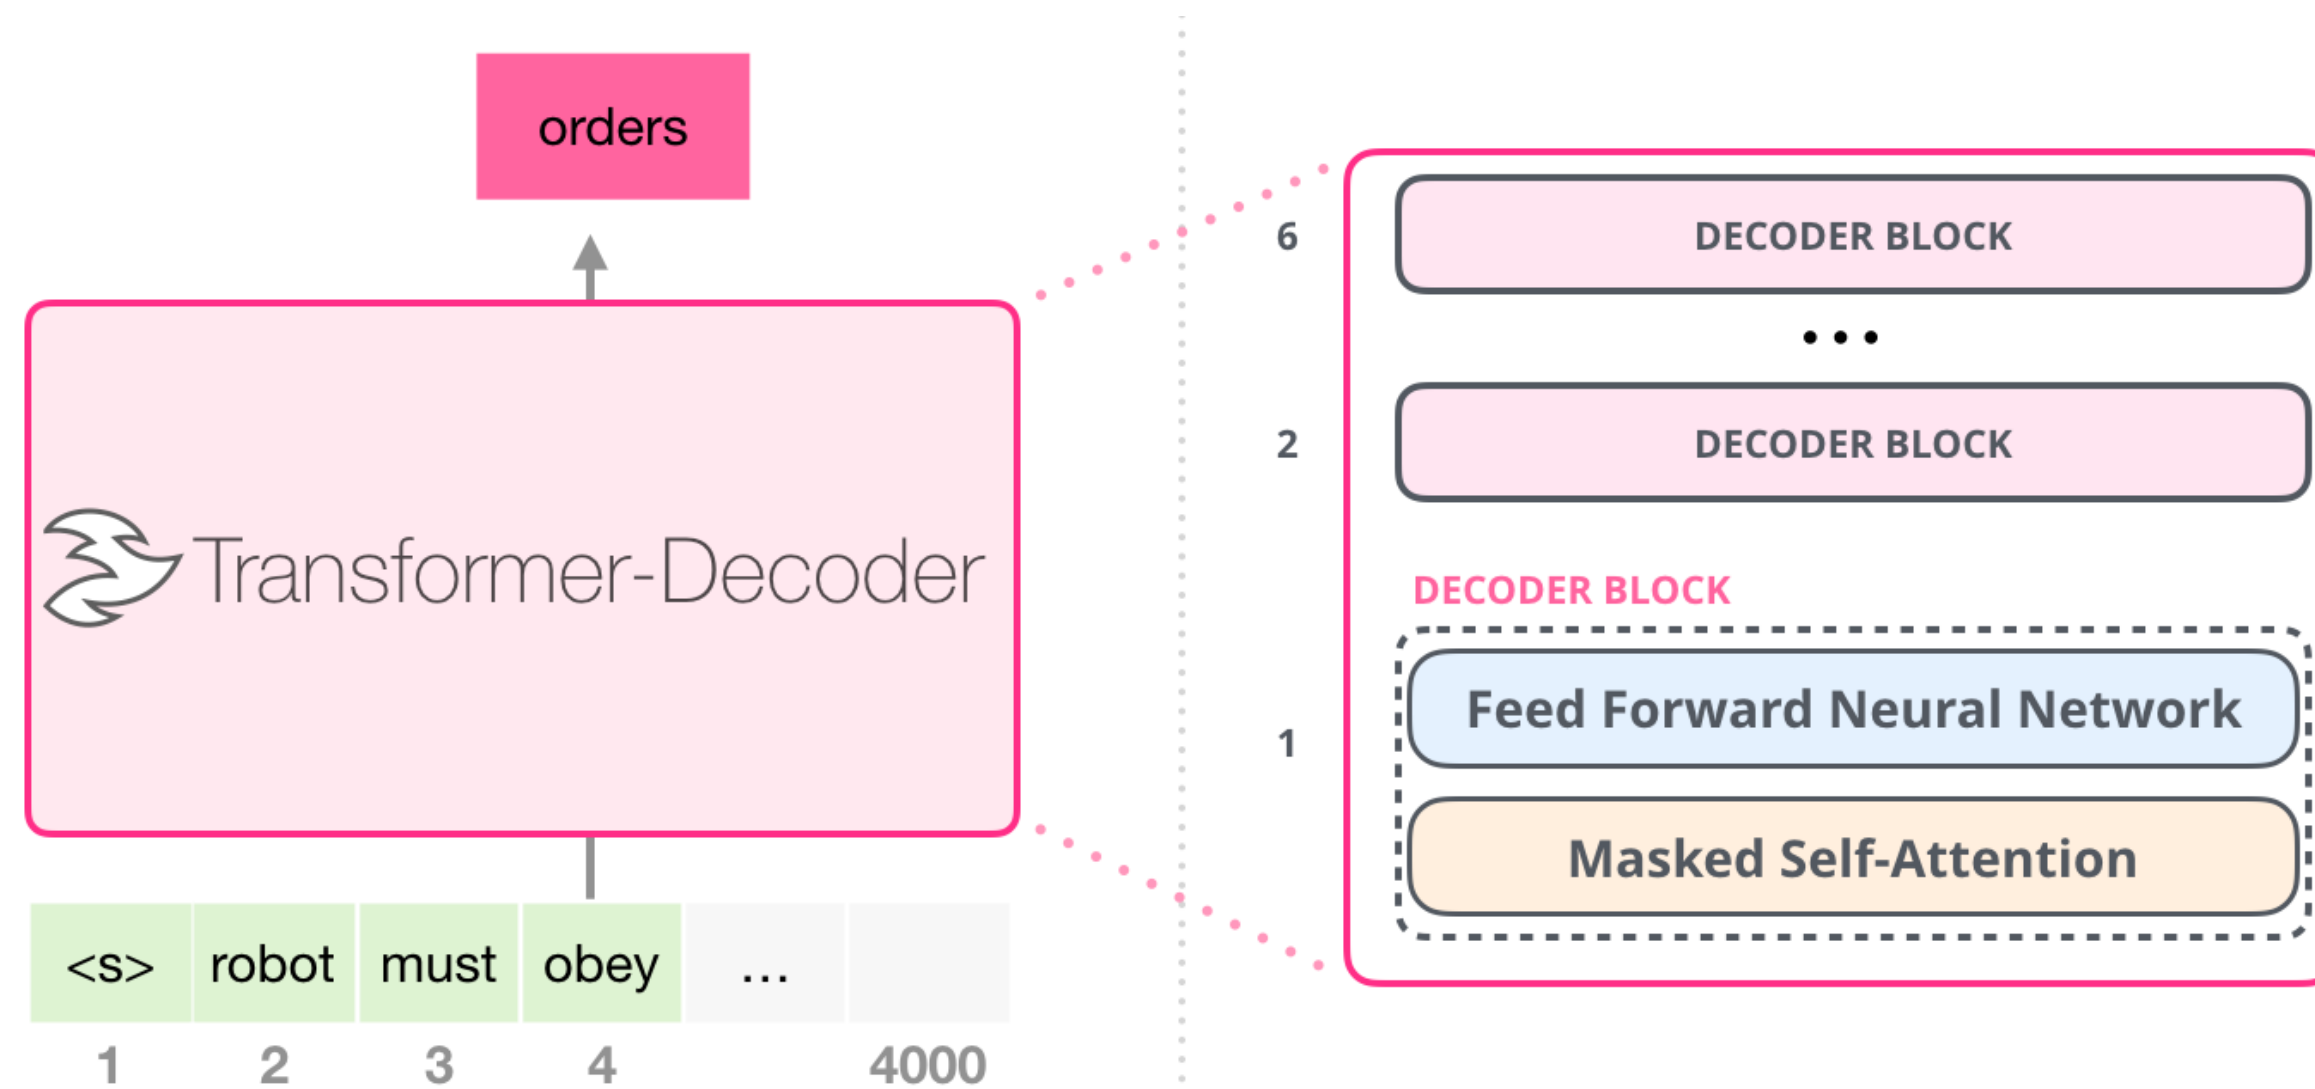 orders
Transformer-Decoder
<s> robot must obey ...
1 2 3 4 4000
6 DECODER BLOCK
...
2 DECODER BLOCK
DECODER BLOCK
1
Feed Forward Neural Network
Masked Self-Attention